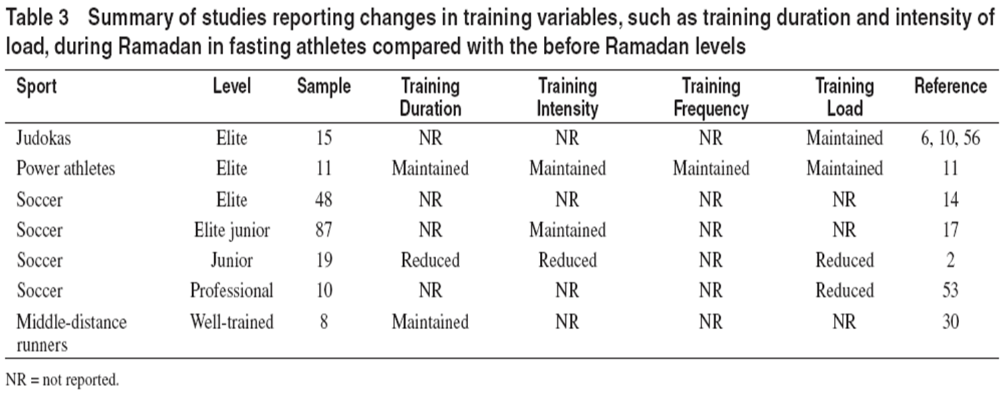 Table 3 Summary of studies reporting changes in training variables, such as training duration and intensity of
load, during Ramadan in fasting athletes compared with the before Ramadan levels
Sport Level Sample Training Duration Training Intensity Training Frequency Training Load Reference
Judokas Elite 15 NR NR NR Maintained 6, 10, 56
Power athletes Elite 11 Maintained Maintained Maintained Maintained 11
Soccer Elite 48 NR NR NR NR 14
Soccer Elite junior 87 NR Maintained NR NR 17
Soccer Junior 19 Reduced Reduced NR Reduced 2
Soccer Professional 10 NR NR NR Reduced 53
Middle-distance runners Well-trained 8 Maintained NR NR NR 30
NR = not reported.